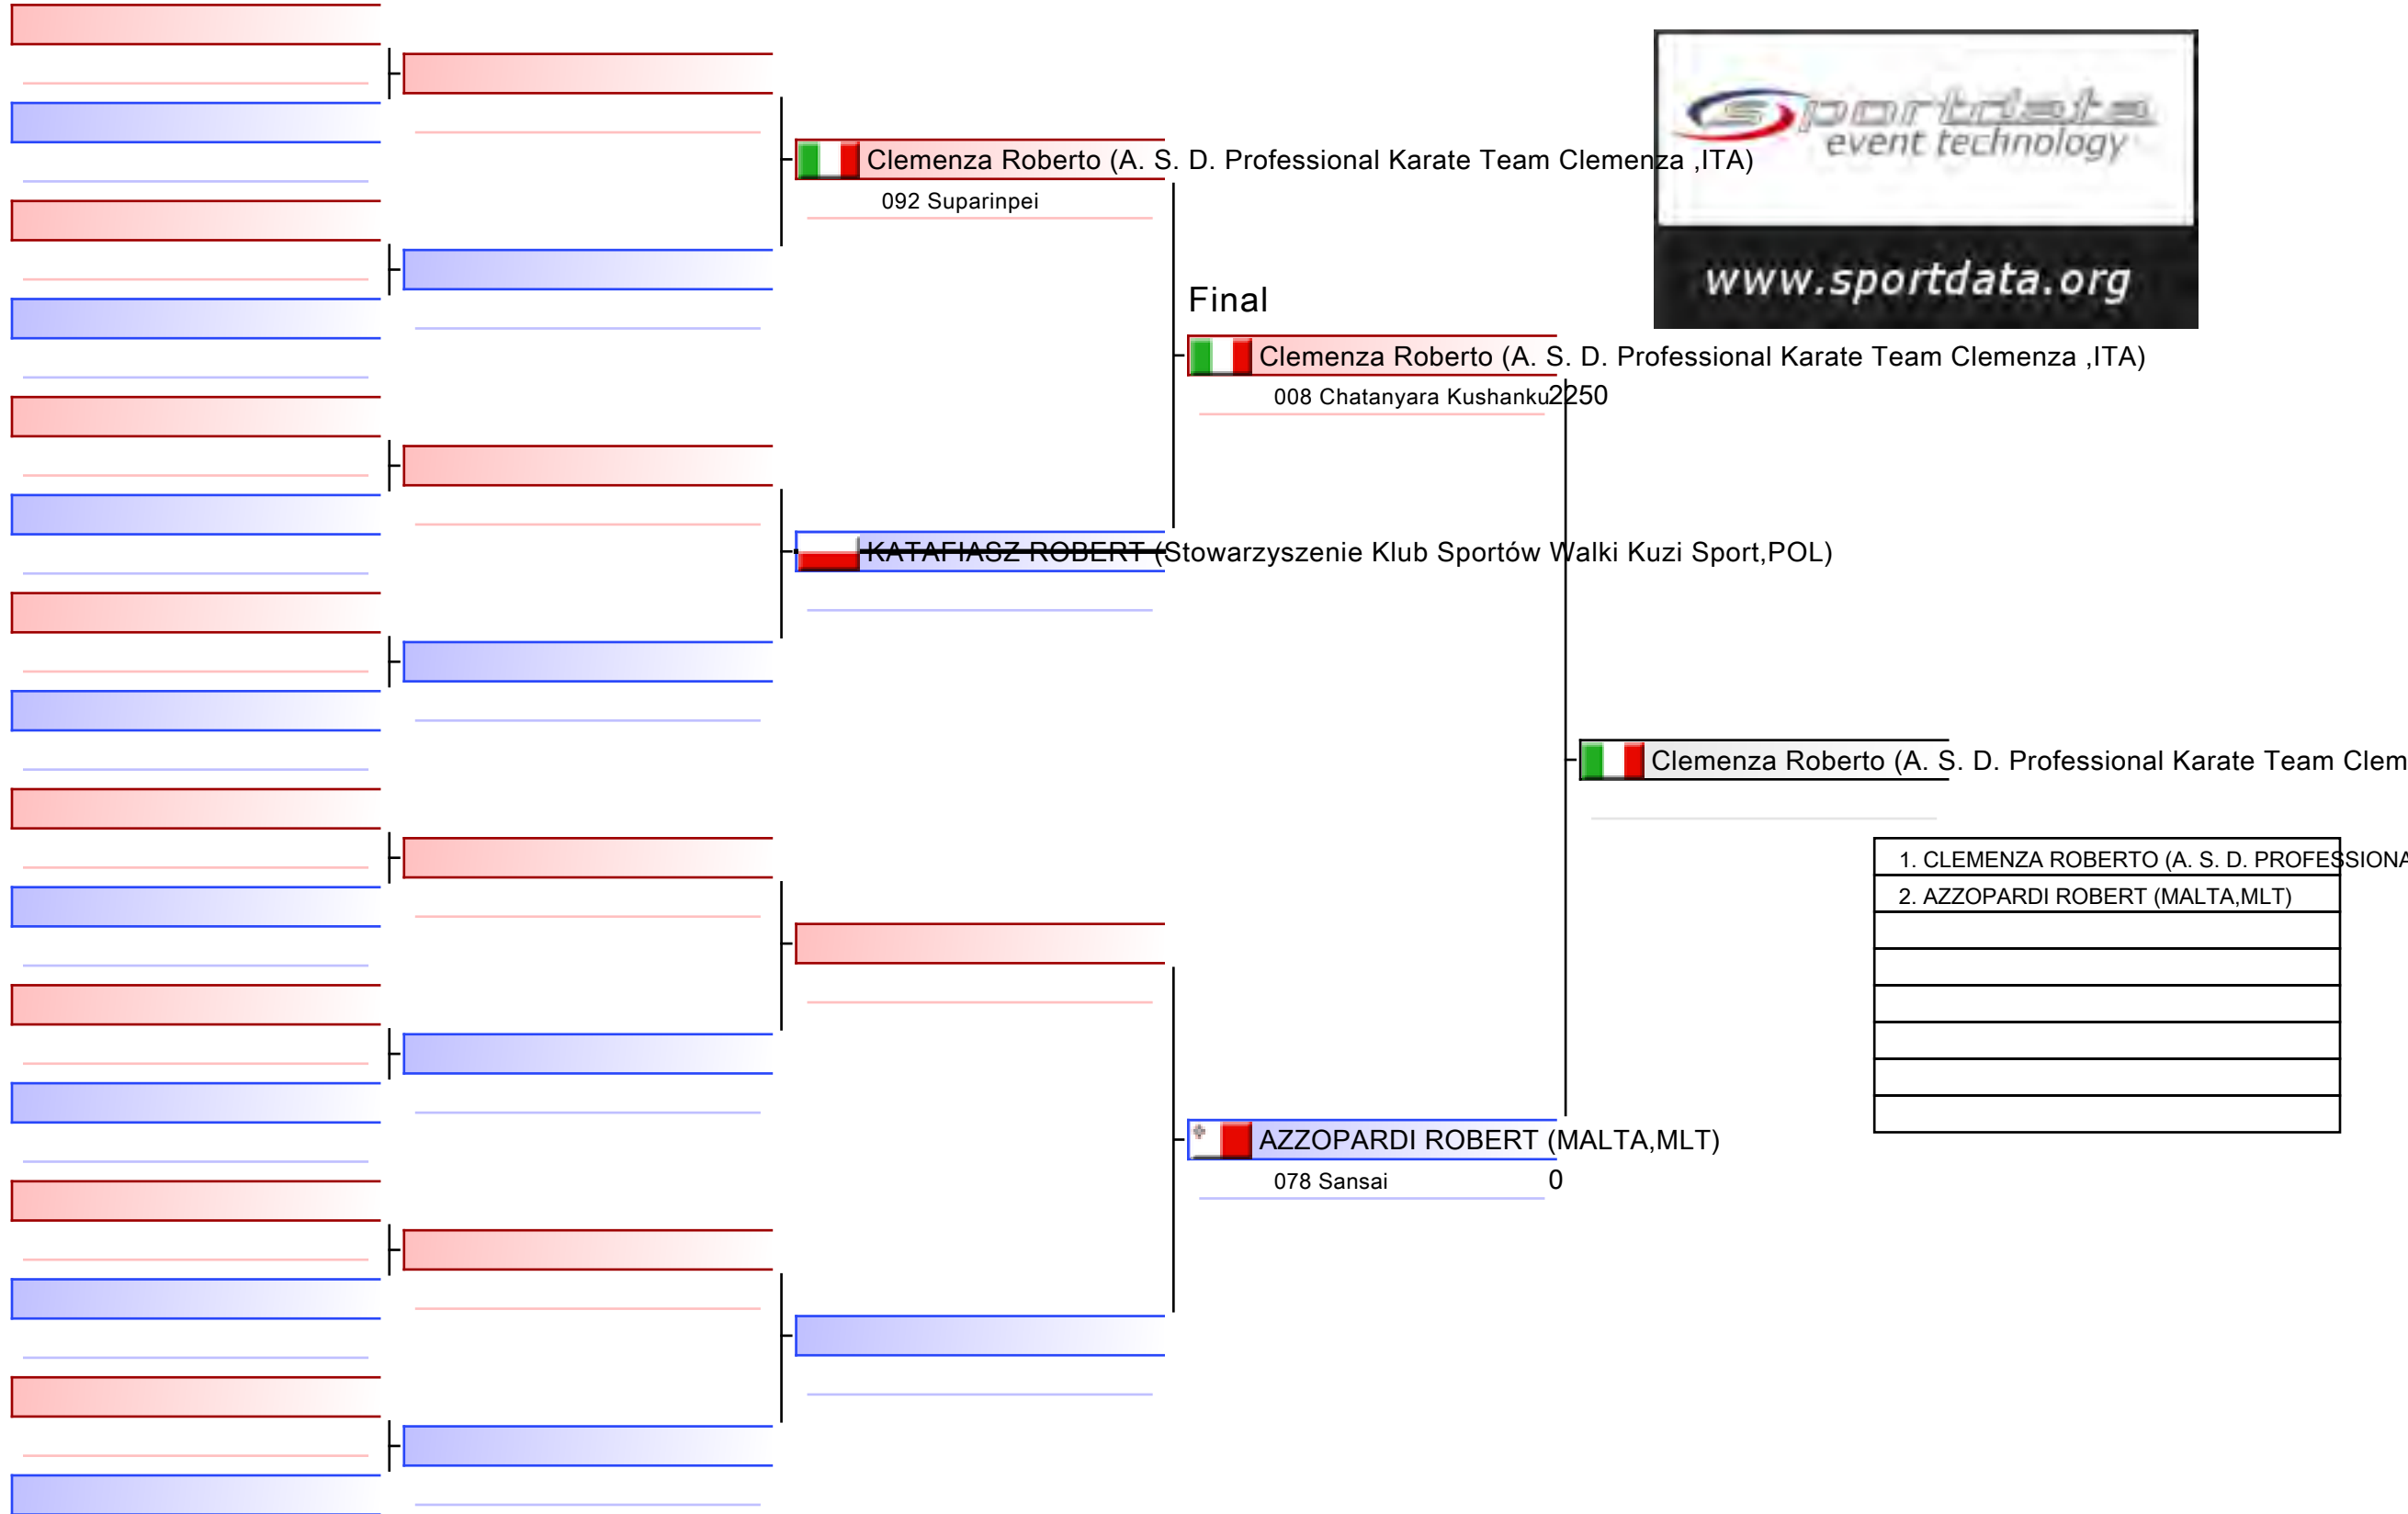 sportdata
event technology
www.sportdata.org
Clemenza Roberto (A. S. D. Professional Karate Team Clemenza ,ITA)
092 Suparinpei
Final
Clemenza Roberto (A. S. D. Professional Karate Team Clemenza ,ITA)
008 Chatanyara Kushanku 2250
KATAFIASZ ROBERT (Stowarzyszenie Klub Sportów Walki Kuzi Sport,POL)
Clemenza Roberto (A. S. D. Professional Karate Team Clem
1. CLEMENZA ROBERTO (A. S. D. PROFESSIONA
2. AZZOPARDI ROBERT (MALTA,MLT)
AZZOPARDI ROBERT (MALTA,MLT)
078 Sansai 0